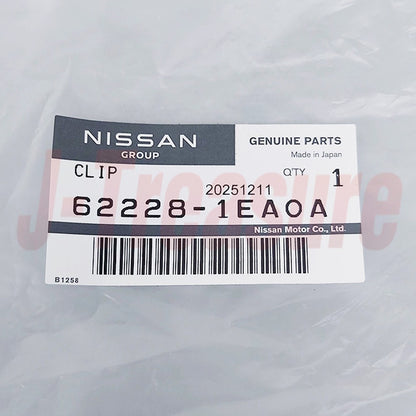 NISSAN
GROUP
GENUINE PARTS
Made in Japan
CLIP
QTY 1
20251211
62228-1EA0A
Nissan Motor Co., Ltd.
B1258
J-Treasure